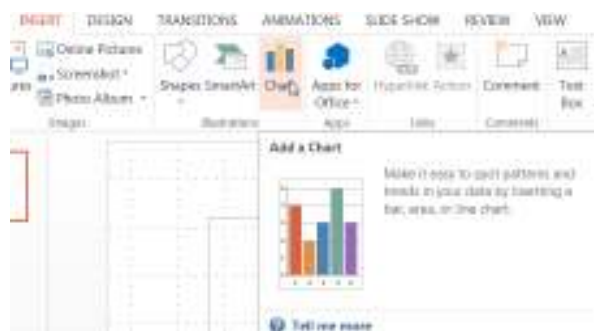 INSERT DESIGN TRANSITIONS ANIMATIONS SLIDE SHOW REVIEW VIEW
Online Pictures
Screenshot
Photo Album
Shapes SmartArt Chart Apps for Office Hyperlink Action Comment Text Box
Images Illustrations Apps Links Comments
Add a Chart
Make it easy to spot patterns and
trends in your data by inserting a
bar, area, or line chart.
Tell me more